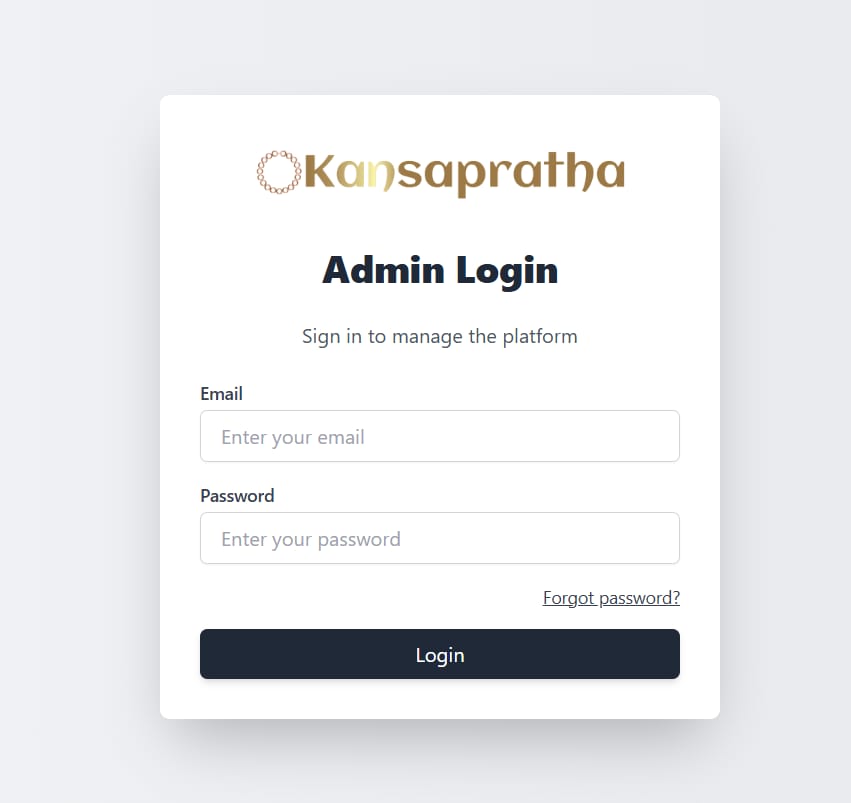 Kansapratha
Admin Login
Sign in to manage the platform
Email
Enter your email
Password
Enter your password
Forgot password?
Login